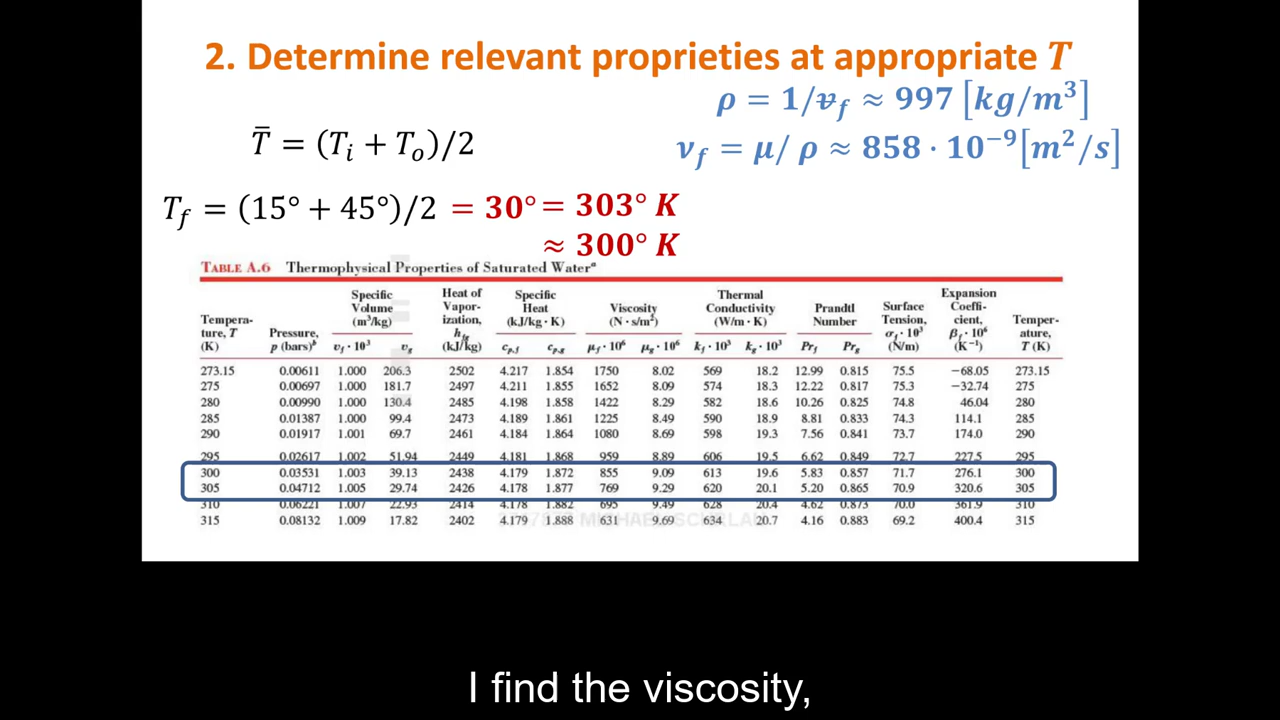 2. Determine relevant proprieties at appropriate T
ρ = 1/v_f ≈ 997 [kg/m³]
T̄ = (T_i + T_o)/2
ν_f = μ/ ρ ≈ 858 · 10⁻⁹[m²/s]
T_f = (15° + 45°)/2 = 30° = 303° K
≈ 300° K
TABLE A.6 Thermophysical Properties of Saturated Waterᵃ
Temperature, T (K) Pressure, p (bars)ᵇ Specific Volume (m³/kg) Heat of Vaporization, h_fg (kJ/kg) Specific Heat (kJ/kg · K) Viscosity (N · s/m²) Thermal Conductivity (W/m · K) Prandtl Number Surface Tension, σ_f · 10³ (N/m) Expansion Coefficient, β_f · 10⁶ (K⁻¹) Temperature, T (K)
v_f · 10³ v_g c_p,f c_p,g μ_f · 10⁶ μ_g · 10⁶ k_f · 10³ k_g · 10³ Pr_f Pr_g
273.15 0.00611 1.000 206.3 2502 4.217 1.854 1750 8.02 569 18.2 12.99 0.815 75.5 −68.05 273.15
275 0.00697 1.000 181.7 2497 4.211 1.855 1652 8.09 574 18.3 12.22 0.817 75.3 −32.74 275
280 0.00990 1.000 130.4 2485 4.198 1.858 1422 8.29 582 18.6 10.26 0.825 74.8 46.04 280
285 0.01387 1.000 99.4 2473 4.189 1.861 1225 8.49 590 18.9 8.81 0.833 74.3 114.1 285
290 0.01917 1.001 69.7 2461 4.184 1.864 1080 8.69 598 19.3 7.56 0.841 73.7 174.0 290
295 0.02617 1.002 51.94 2449 4.181 1.868 959 8.89 606 19.5 6.62 0.849 72.7 227.5 295
300 0.03531 1.003 39.13 2438 4.179 1.872 855 9.09 613 19.6 5.83 0.857 71.7 276.1 300
305 0.04712 1.005 29.74 2426 4.178 1.877 769 9.29 620 20.1 5.20 0.865 70.9 320.6 305
310 0.06221 1.007 22.93 2414 4.178 1.882 695 9.49 628 20.4 4.62 0.873 70.0 361.9 310
315 0.08132 1.009 17.82 2402 4.179 1.888 631 9.69 634 20.7 4.16 0.883 69.2 400.4 315
I find the viscosity,